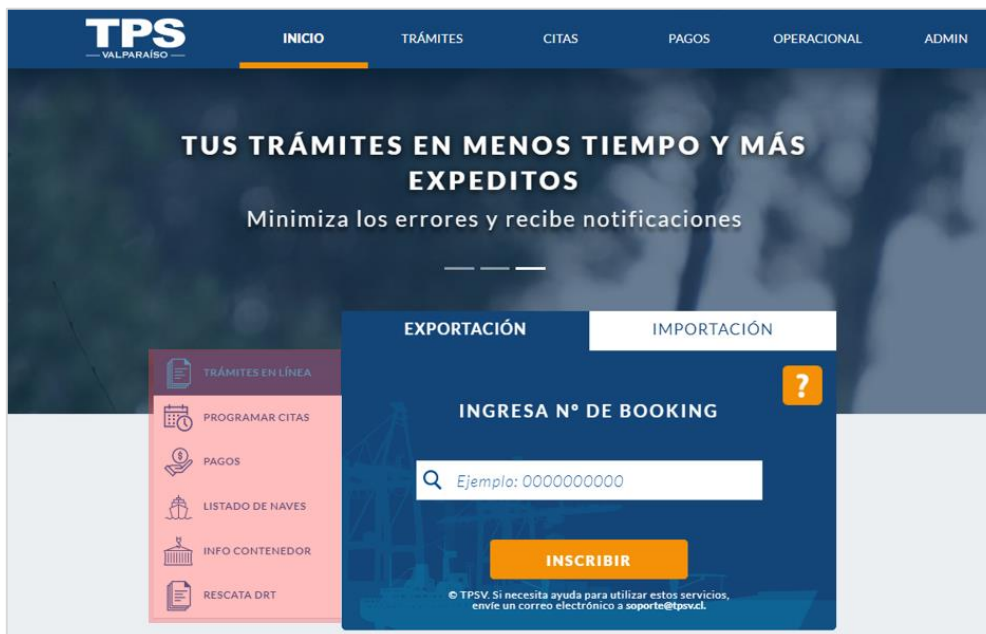 TPS
VALPARAÍSO
INICIO
TRÁMITES
CITAS
PAGOS
OPERACIONAL
ADMIN
TUS TRÁMITES EN MENOS TIEMPO Y MÁS
EXPEDITOS
Minimiza los errores y recibe notificaciones
TRÁMITES EN LÍNEA
PROGRAMAR CITAS
PAGOS
LISTADO DE NAVES
INFO CONTENEDOR
RESCATA DRT
EXPORTACIÓN
IMPORTACIÓN
?
INGRESA Nº DE BOOKING
Ejemplo: 0000000000
INSCRIBIR
© TPSV. Si necesita ayuda para utilizar estos servicios,
envíe un correo electrónico a soporte@tpsv.cl.